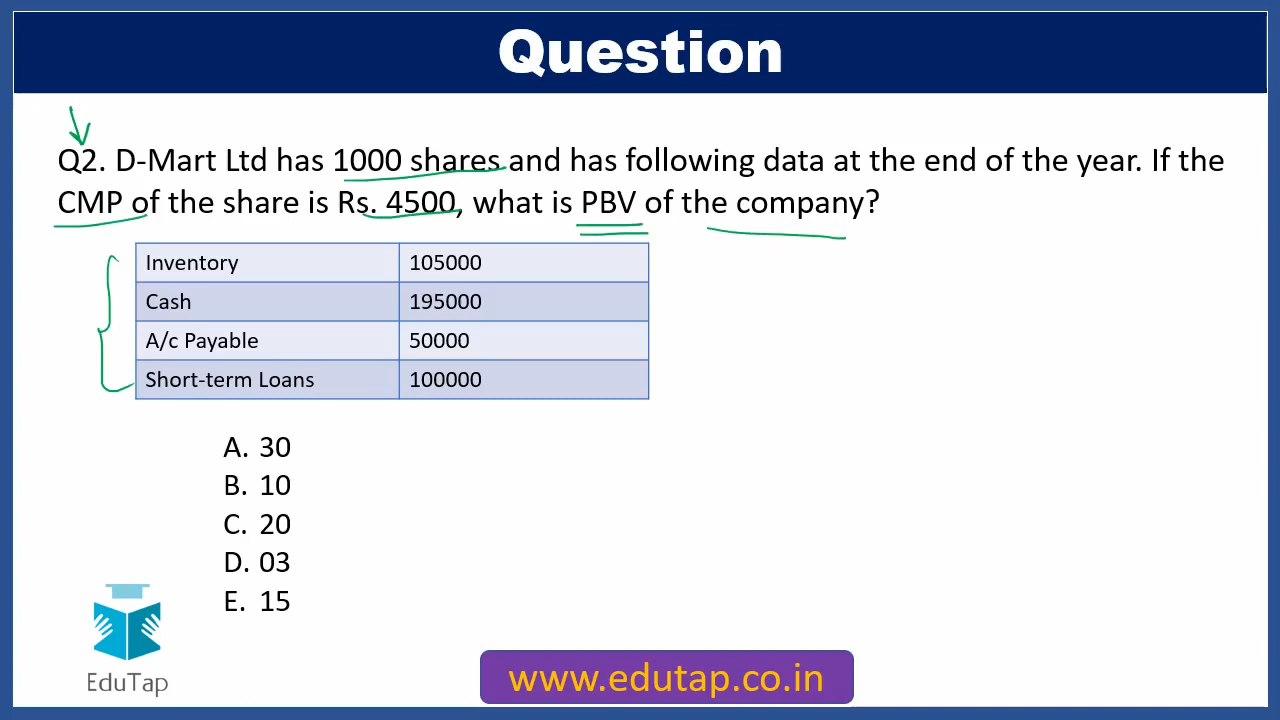 Question
Q2. D-Mart Ltd has 1000 shares and has following data at the end of the year. If the
CMP of the share is Rs. 4500, what is PBV of the company?
Inventory 105000
Cash 195000
A/c Payable 50000
Short-term Loans 100000
A. 30
B. 10
C. 20
D. 03
E. 15
EduTap
www.edutap.co.in